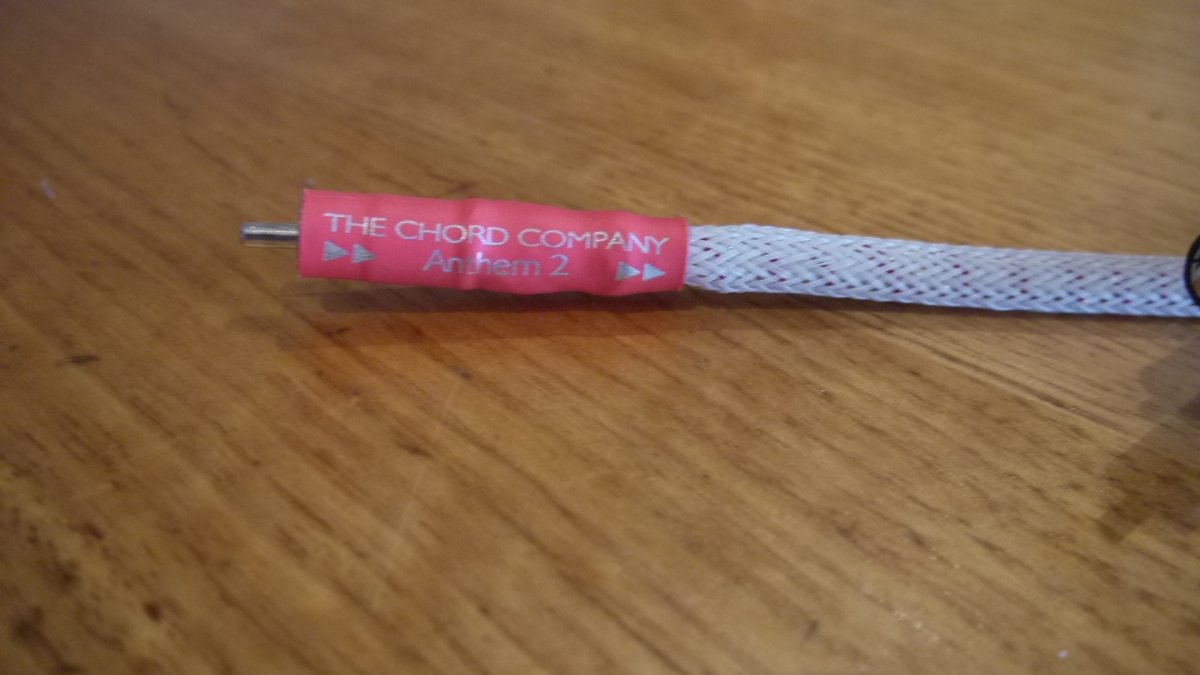 THE CHORD COMPANY
Anthem 2